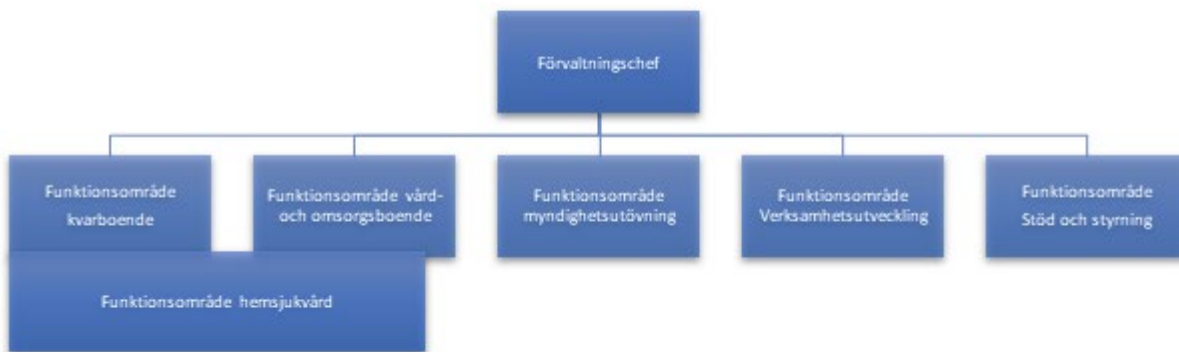 Förvaltningschef
Funktionsområde
kvarboende
Funktionsområde vård-
och omsorgsboende
Funktionsområde
myndighetsutövning
Funktionsområde
Verksamhetsutveckling
Funktionsområde
Stöd och styrning
Funktionsområde hemsjukvård